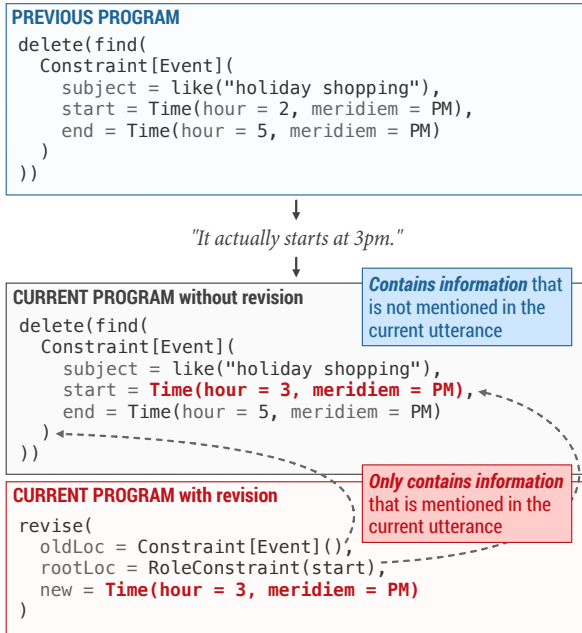 PREVIOUS PROGRAM
delete(find(
Constraint[Event](
subject = like("holiday shopping"),
start = Time(hour = 2, meridiem = PM),
end = Time(hour = 5, meridiem = PM)
)
))
"It actually starts at 3pm."
CURRENT PROGRAM without revision
Contains information that
is not mentioned in the
current utterance
delete(find(
Constraint[Event](
subject = like("holiday shopping"),
start = Time(hour = 3, meridiem = PM),
end = Time(hour = 5, meridiem = PM)
)
))
CURRENT PROGRAM with revision
Only contains information
that is mentioned in the
current utterance
revise(
oldLoc = Constraint[Event](),
rootLoc = RoleConstraint(start),
new = Time(hour = 3, meridiem = PM)
)